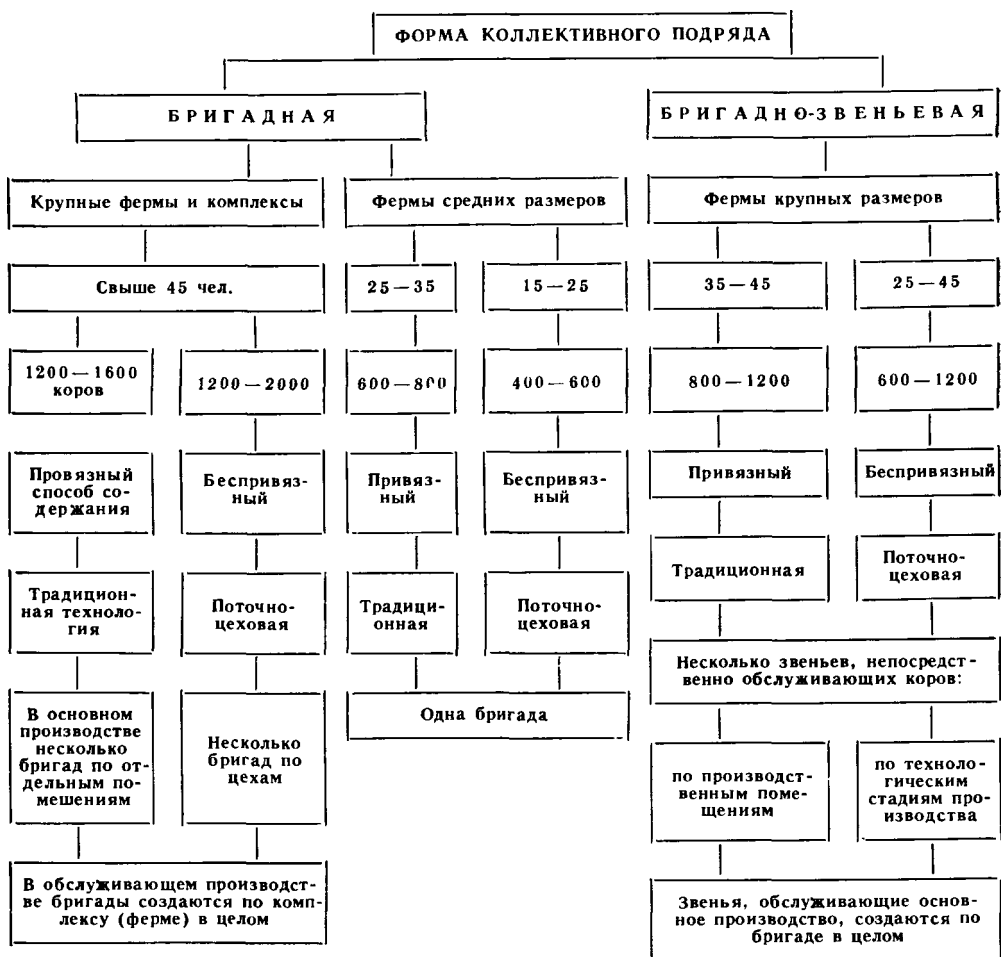 ФОРМА КОЛЛЕКТИВНОГО ПОДРЯДА
БРИГАДНАЯ
БРИГАДНО-ЗВЕНЬЕВАЯ
Крупные фермы и комплексы
Фермы средних размеров
Фермы крупных размеров
Свыше 45 чел.
25—35
15—25
35—45
25—45
1200—1600
коров
1200—2000
600—800
400—600
800—1200
600—1200
Провязный
способ со-
держания
Беспривяз-
ный
Привяз-
ный
Беспривяз-
ный
Привязный
Беспривязный
Традицион-
ная техноло-
гия
Поточно-
цеховая
Традици-
онная
Поточно-
цеховая
Традиционная
Поточно-
цеховая
В основном
производстве
несколько
бригад по от-
дельным по-
мешениям
Несколько
бригад по
цехам
Одна бригада
Несколько звеньев, непосредст-
венно обслуживающих коров:
по производст-
венным поме-
щениям
по техноло-
гическим
стадиям про-
изводства
В обслуживающем производст-
ве бригады создаются по комп-
лексу (ферме) в целом
Звенья, обслуживающие основ-
ное производство, создаются по
бригаде в целом